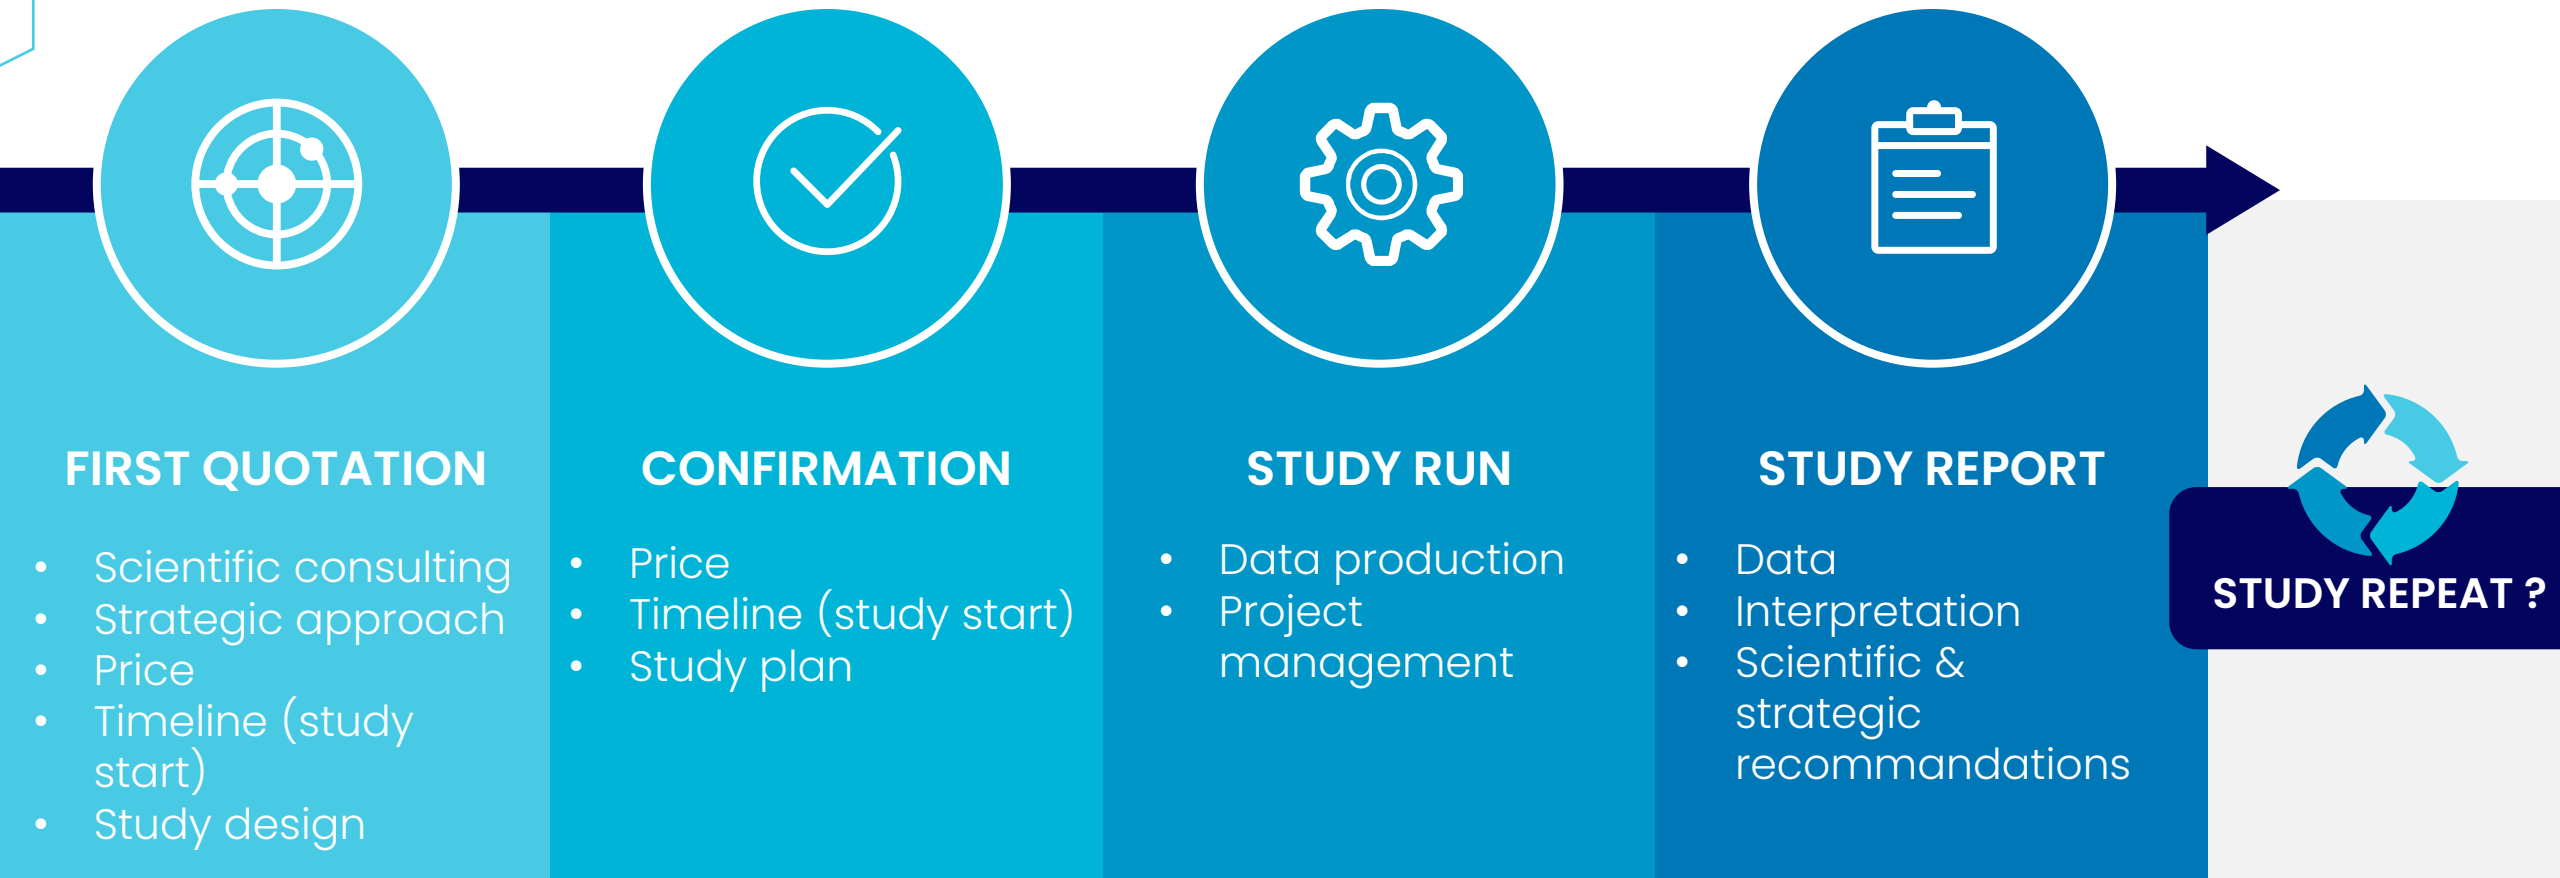 FIRST QUOTATION
• Scientific consulting
• Strategic approach
• Price
• Timeline (study
start)
• Study design
CONFIRMATION
• Price
• Timeline (study start)
• Study plan
STUDY RUN
• Data production
• Project
management
STUDY REPORT
• Data
• Interpretation
• Scientific &
strategic
recommandations
STUDY REPEAT ?